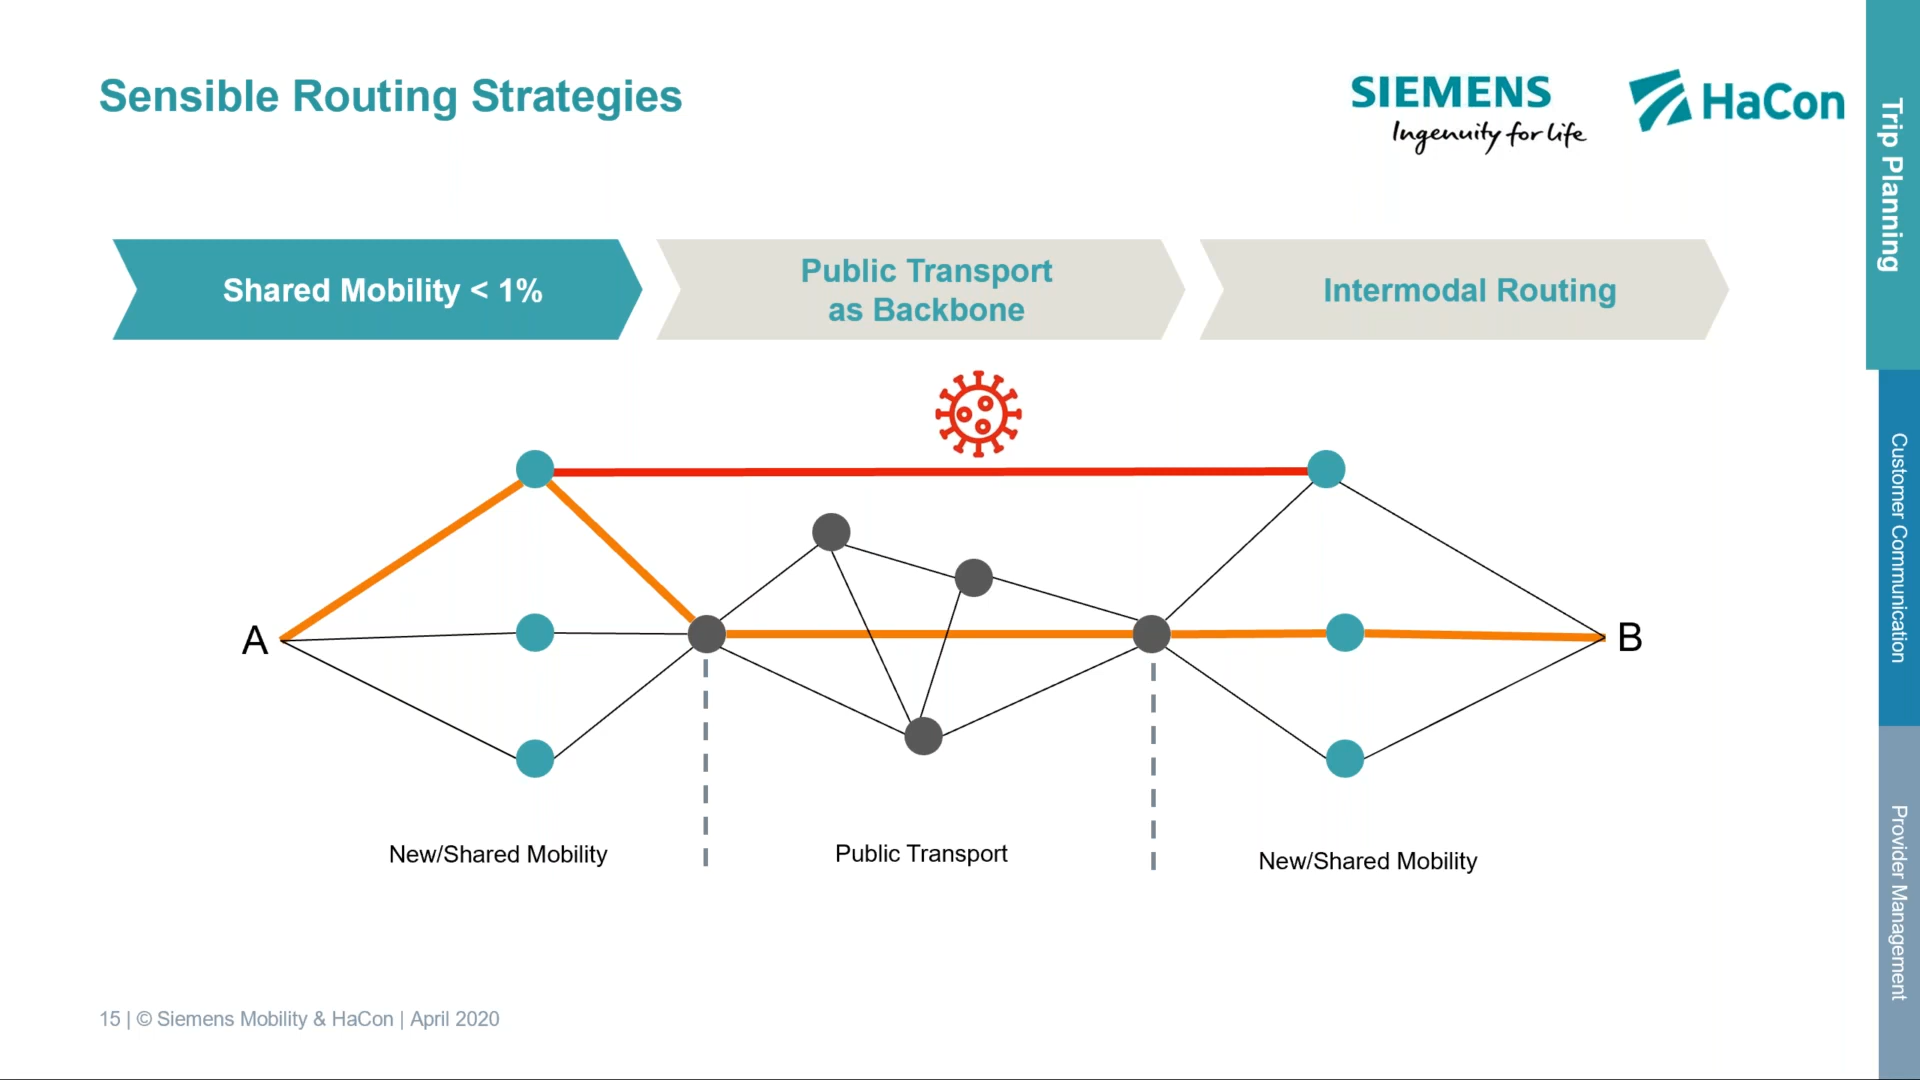 Sensible Routing Strategies
SIEMENS
Ingenuity for life
HaCon
Shared Mobility < 1%
Public Transport
as Backbone
Intermodal Routing
A
B
New/Shared Mobility
Public Transport
New/Shared Mobility
Trip Planning
Customer Communication
Provider Management
15 | © Siemens Mobility & HaCon | April 2020